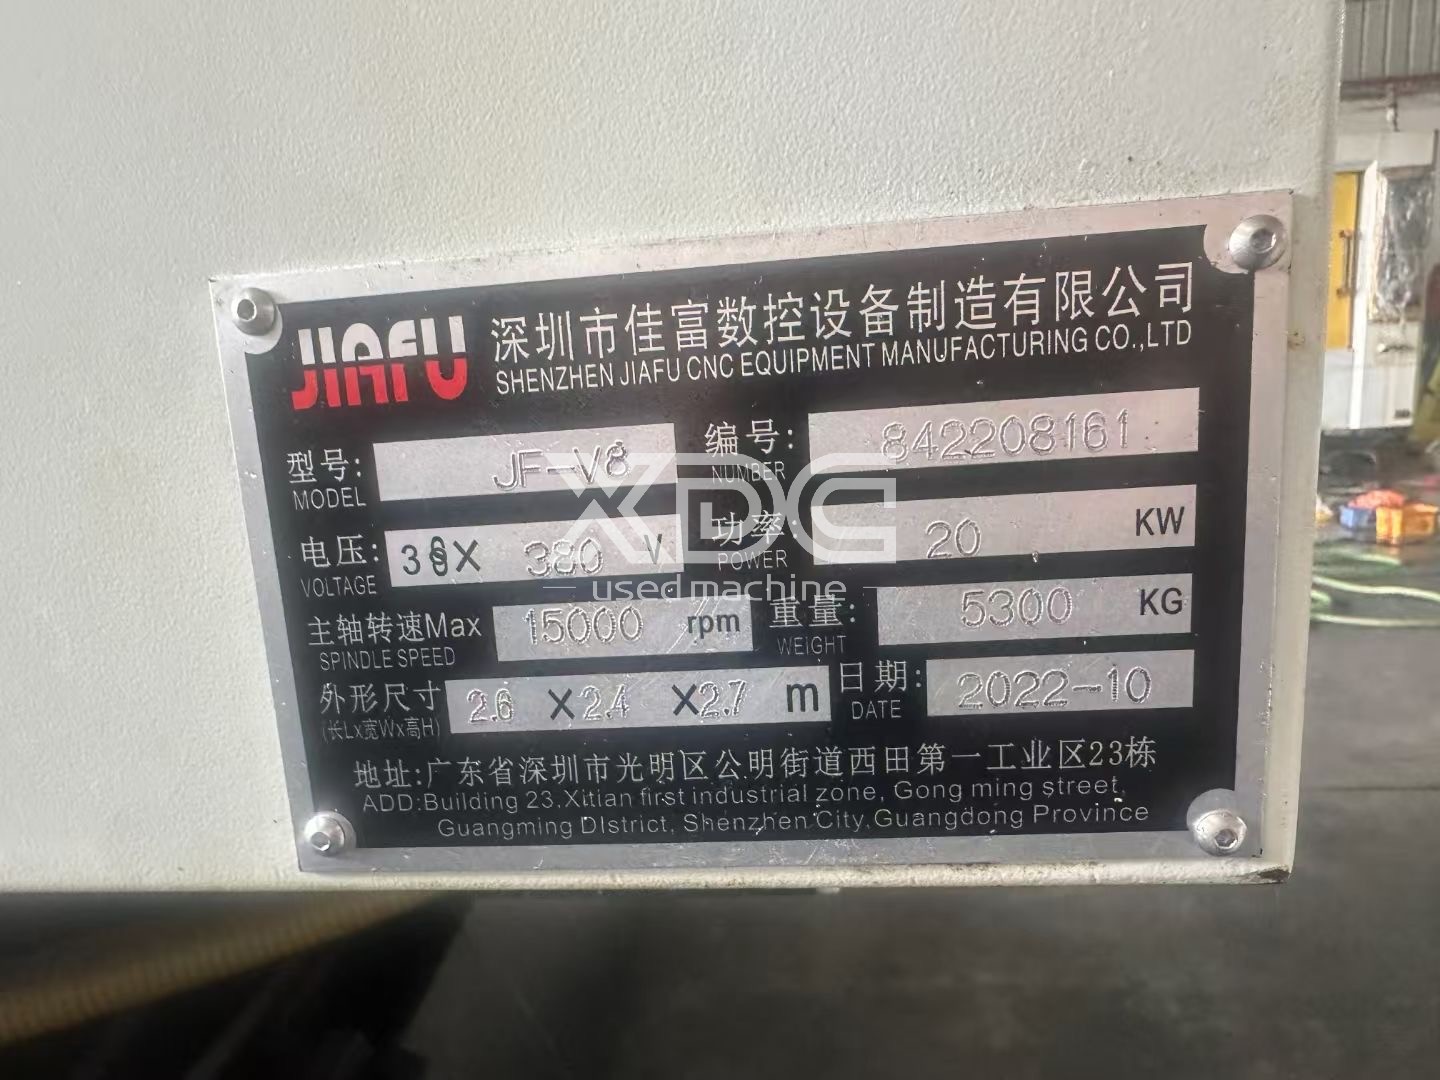 JIAFU 深圳市佳富数控设备制造有限公司
SHENZHEN JIAFU CNC EQUIPMENT MANUFACTURING CO.,LTD
型号: JF-V8 编号: 842208161
MODEL NUMBER
电压: 3§X 380 V 功率: 20 KW
VOLTAGE POWER
XDC
used machine
主轴转速Max 15000 rpm 重量: 5300 KG
SPINDLE SPEED WEIGHT
外形尺寸 2.6 X2.4 X2.7 m 日期: 2022-10
(长Lx宽Wx高H) DATE
地址:广东省深圳市光明区公明街道西田第一工业区23栋
ADD:Building 23.Xitian first industrial zone, Gong ming street,
Guangming DIstrict, Shenzhen City, Guangdong Province